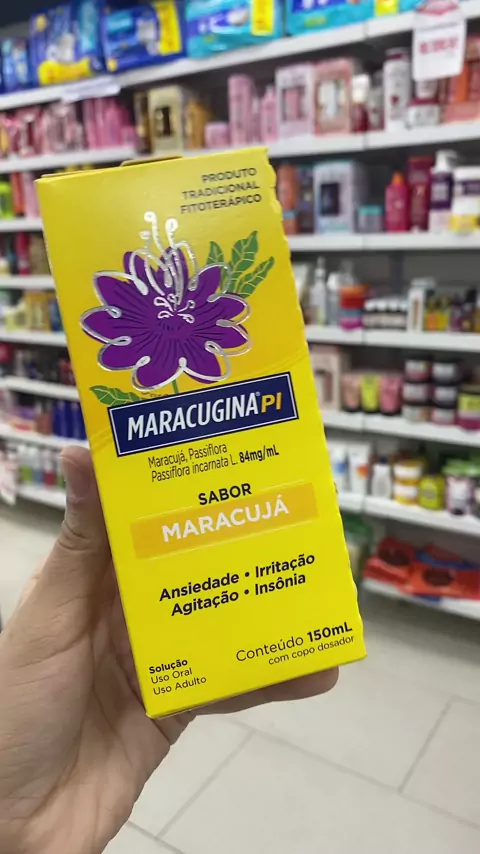 PRODUTO
TRADICIONAL
FITOTERÁPICO
MARACUGINA PI
Maracujá, Passiflora
Passiflora incarnata L. 84mg/mL
SABOR
MARACUJÁ
Ansiedade • Irritação
Agitação • Insônia
Conteúdo 150mL
com copo dosador
Solução
Uso Oral
Uso Adulto